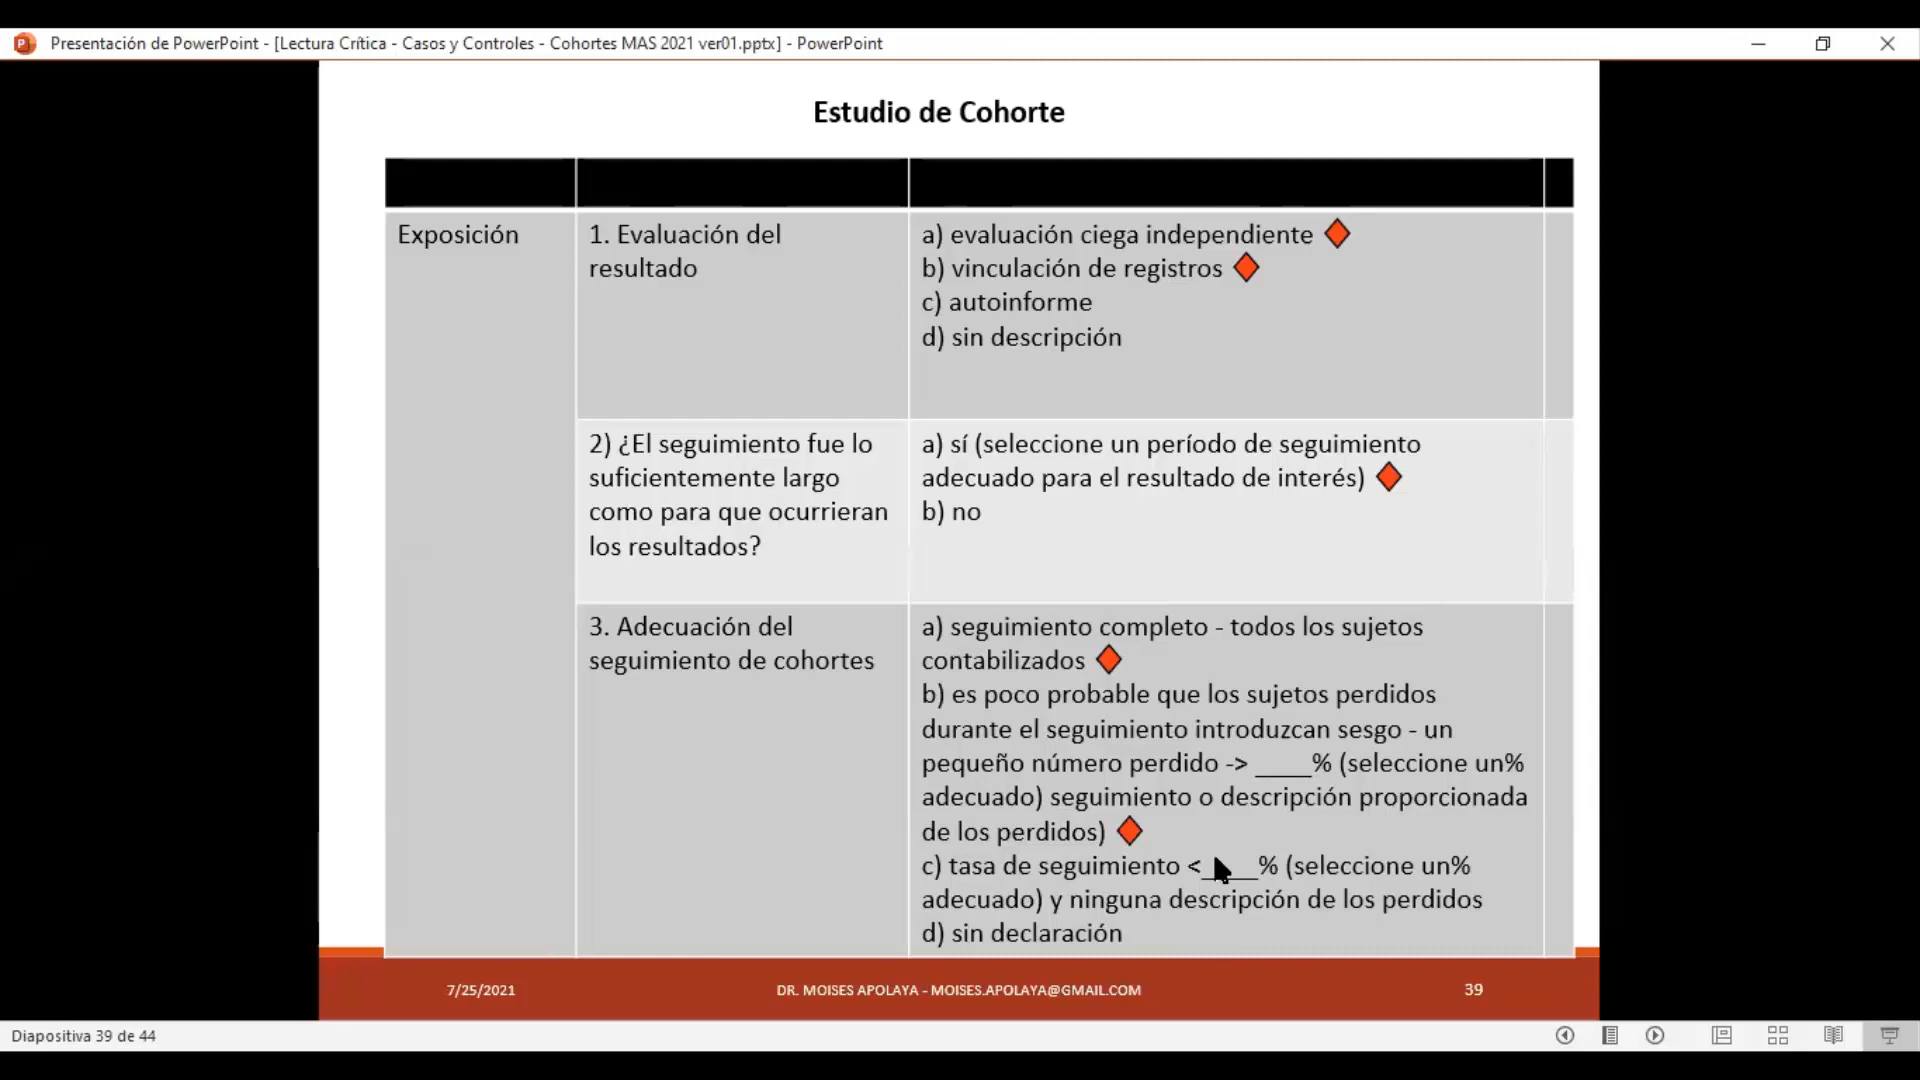 Presentación de PowerPoint - [Lectura Crítica - Casos y Controles - Cohortes MAS 2021 ver01.pptx] - PowerPoint
Estudio de Cohorte
Exposición
1. Evaluación del
resultado
a) evaluación ciega independiente
b) vinculación de registros
c) autoinforme
d) sin descripción
2) ¿El seguimiento fue lo
suficientemente largo
como para que ocurrieran
los resultados?
a) sí (seleccione un período de seguimiento
adecuado para el resultado de interés)
b) no
3. Adecuación del
seguimiento de cohortes
a) seguimiento completo - todos los sujetos
contabilizados
b) es poco probable que los sujetos perdidos
durante el seguimiento introduzcan sesgo - un
pequeño número perdido -> ____% (seleccione un%
adecuado) seguimiento o descripción proporcionada
de los perdidos)
c) tasa de seguimiento <____% (seleccione un%
adecuado) y ninguna descripción de los perdidos
d) sin declaración
7/25/2021
DR. MOISES APOLAYA - MOISES.APOLAYA@GMAIL.COM
39
Diapositiva 39 de 44